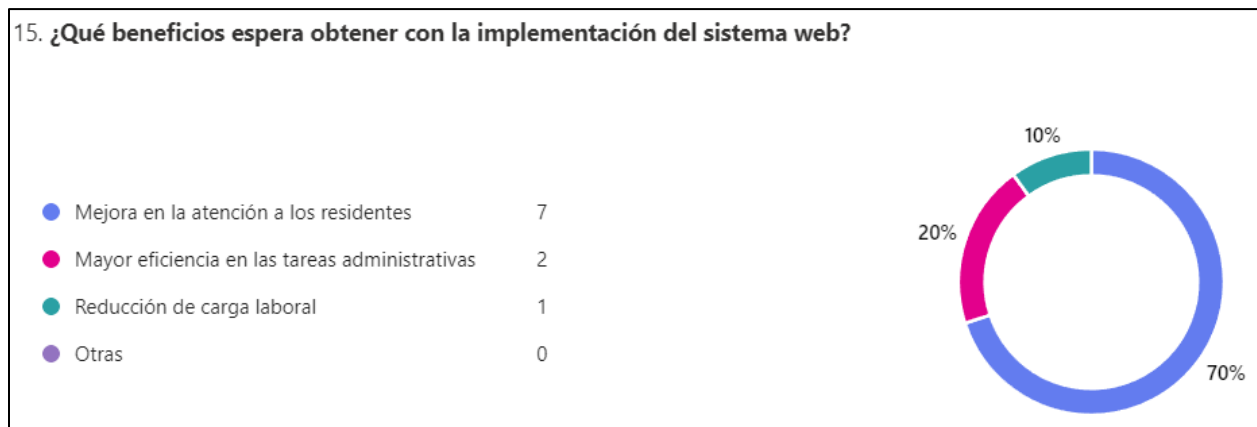 15. ¿Qué beneficios espera obtener con la implementación del sistema web?
Mejora en la atención a los residentes 7
Mayor eficiencia en las tareas administrativas 2
Reducción de carga laboral 1
Otras 0
10%
20%
70%